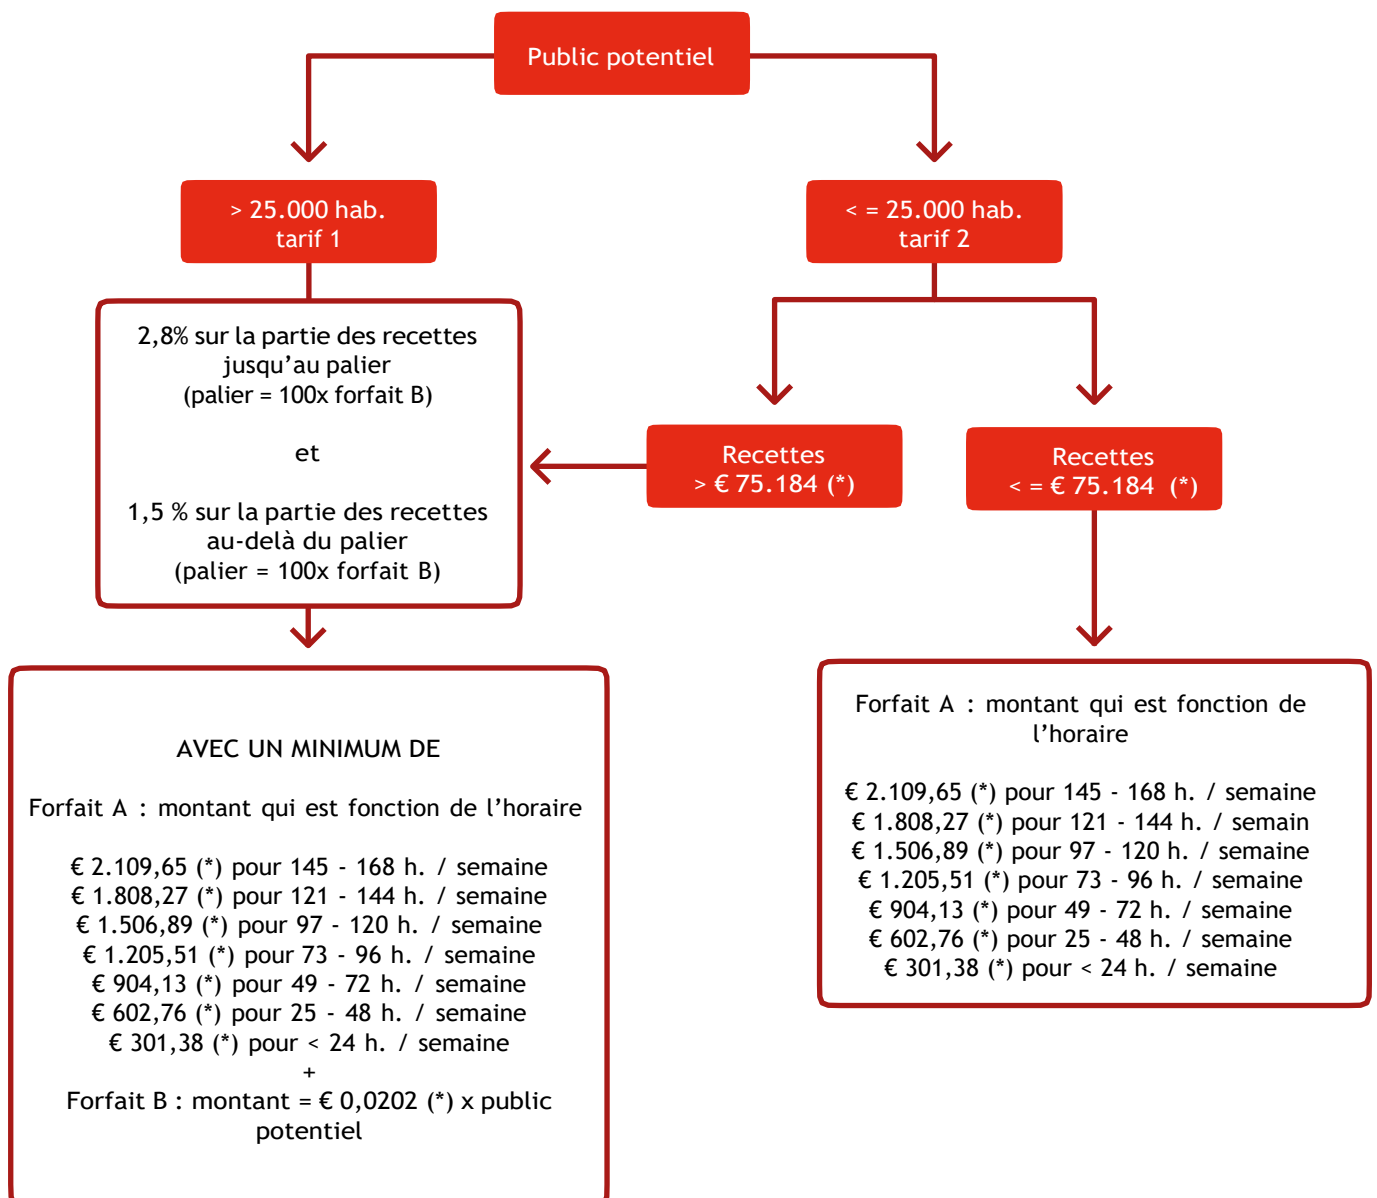 Public potentiel
> 25.000 hab.
tarif 1
< = 25.000 hab.
tarif 2
2,8% sur la partie des recettes
jusqu’au palier
(palier = 100x forfait B)
et
1,5 % sur la partie des recettes
au-delà du palier
(palier = 100x forfait B)
Recettes
> € 75.184 (*)
Recettes
< = € 75.184 (*)
AVEC UN MINIMUM DE
Forfait A : montant qui est fonction de l’horaire
€ 2.109,65 (*) pour 145 - 168 h. / semaine
€ 1.808,27 (*) pour 121 - 144 h. / semaine
€ 1.506,89 (*) pour 97 - 120 h. / semaine
€ 1.205,51 (*) pour 73 - 96 h. / semaine
€ 904,13 (*) pour 49 - 72 h. / semaine
€ 602,76 (*) pour 25 - 48 h. / semaine
€ 301,38 (*) pour < 24 h. / semaine
+
Forfait B : montant = € 0,0202 (*) x public
potentiel
Forfait A : montant qui est fonction de
l’horaire
€ 2.109,65 (*) pour 145 - 168 h. / semaine
€ 1.808,27 (*) pour 121 - 144 h. / semain
€ 1.506,89 (*) pour 97 - 120 h. / semaine
€ 1.205,51 (*) pour 73 - 96 h. / semaine
€ 904,13 (*) pour 49 - 72 h. / semaine
€ 602,76 (*) pour 25 - 48 h. / semaine
€ 301,38 (*) pour < 24 h. / semaine